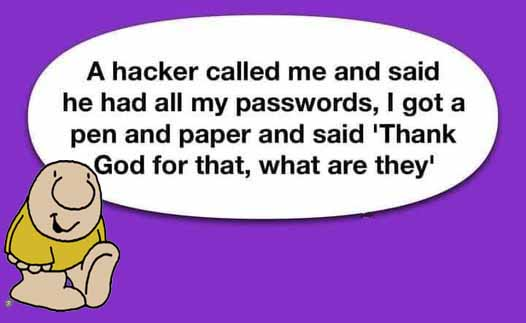 A hacker called me and said
he had all my passwords, I got a
pen and paper and said 'Thank
God for that, what are they'